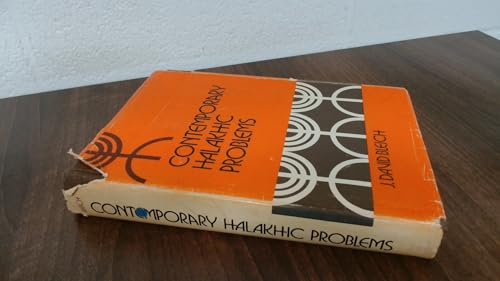 CONTEMPORARY
HALAKHIC
PROBLEMS
J. DAVID BLEICH
CONTEMPORARY HALAKHIC PROBLEMS